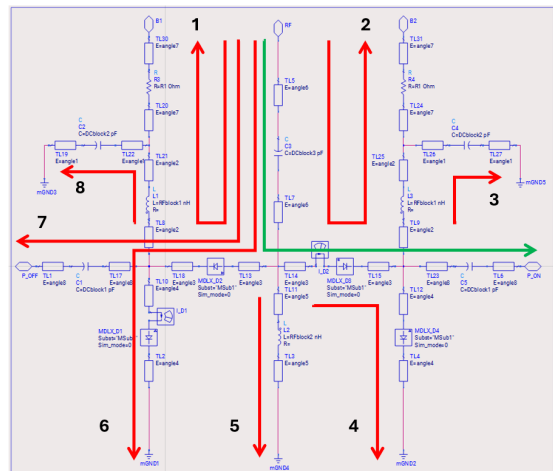 B1
1
RF
2
B2
TL30
E=angle7
TL31
E=angle7
R
R3
R=R1 Ohm
TL5
E=angle6
R
R4
R=R1 Ohm
TL20
E=angle7
TL24
E=angle7
C
C2
C=DCblock2 pF
C
C3
C=DCblock3 pF
C
C4
C=DCblock2 pF
TL19
E=angle1
TL22
E=angle1
TL21
E=angle2
TL25
E=angle2
TL26
E=angle1
TL27
E=angle1
mGND3
8
L
L1
L=RFblock1 nH
R=
TL7
E=angle6
L
L3
L=RFblock1 nH
R=
3
mGND5
7
TL8
E=angle2
TL9
E=angle2
P_OFF
TL1
E=angle8
C
C1
C=DCblock1 pF
TL17
E=angle8
TL18
E=angle3
MDLX_D2
Subst="MSub1"
Sim_mode=0
TL13
E=angle3
TL14
E=angle3
I_D2
MDLX_D3
Subst="MSub1"
Sim_mode=0
TL15
E=angle3
TL23
E=angle8
C
C5
C=DCblock1 pF
TL6
E=angle8
P_ON
TL10
E=angle4
I_D1
TL11
E=angle5
TL12
E=angle4
MDLX_D1
Subst="MSub1"
Sim_mode=0
L
L2
L=RFblock2 nH
R=
MDLX_D4
Subst="MSub1"
Sim_mode=0
TL2
E=angle4
TL3
E=angle5
TL4
E=angle4
6
5
4
mGND1
mGND4
mGND2